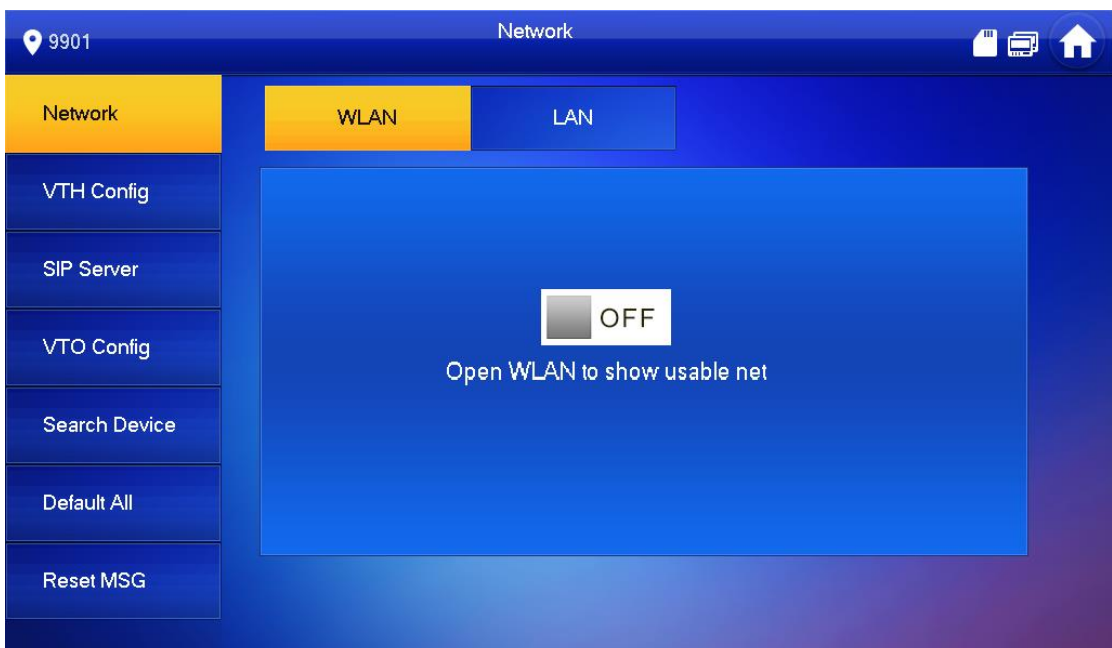 9901
Network
Network
WLAN
LAN
VTH Config
SIP Server
OFF
VTO Config
Open WLAN to show usable net
Search Device
Default All
Reset MSG